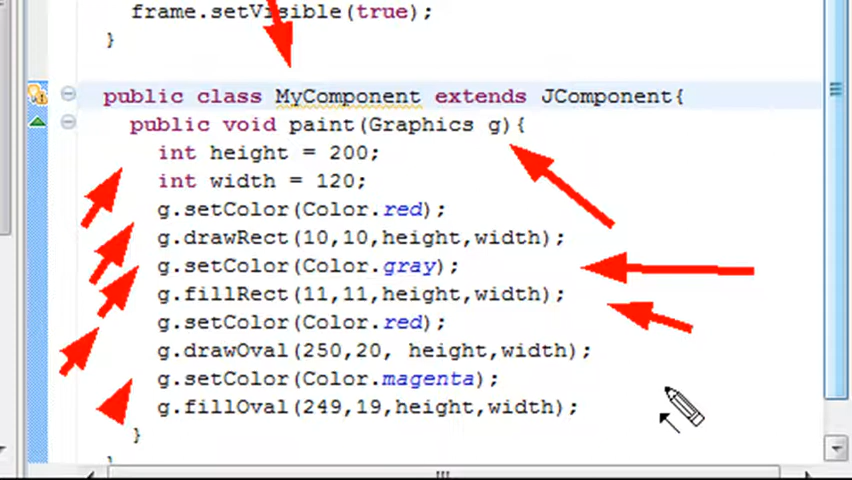 frame.setVisible(true);
}
public class MyComponent extends JComponent{
public void paint(Graphics g){
int height = 200;
int width = 120;
g.setColor(Color.red);
g.drawRect(10,10,height,width);
g.setColor(Color.gray);
g.fillRect(11,11,height,width);
g.setColor(Color.red);
g.drawOval(250,20, height,width);
g.setColor(Color.magenta);
g.fillOval(249,19,height,width);
}
}